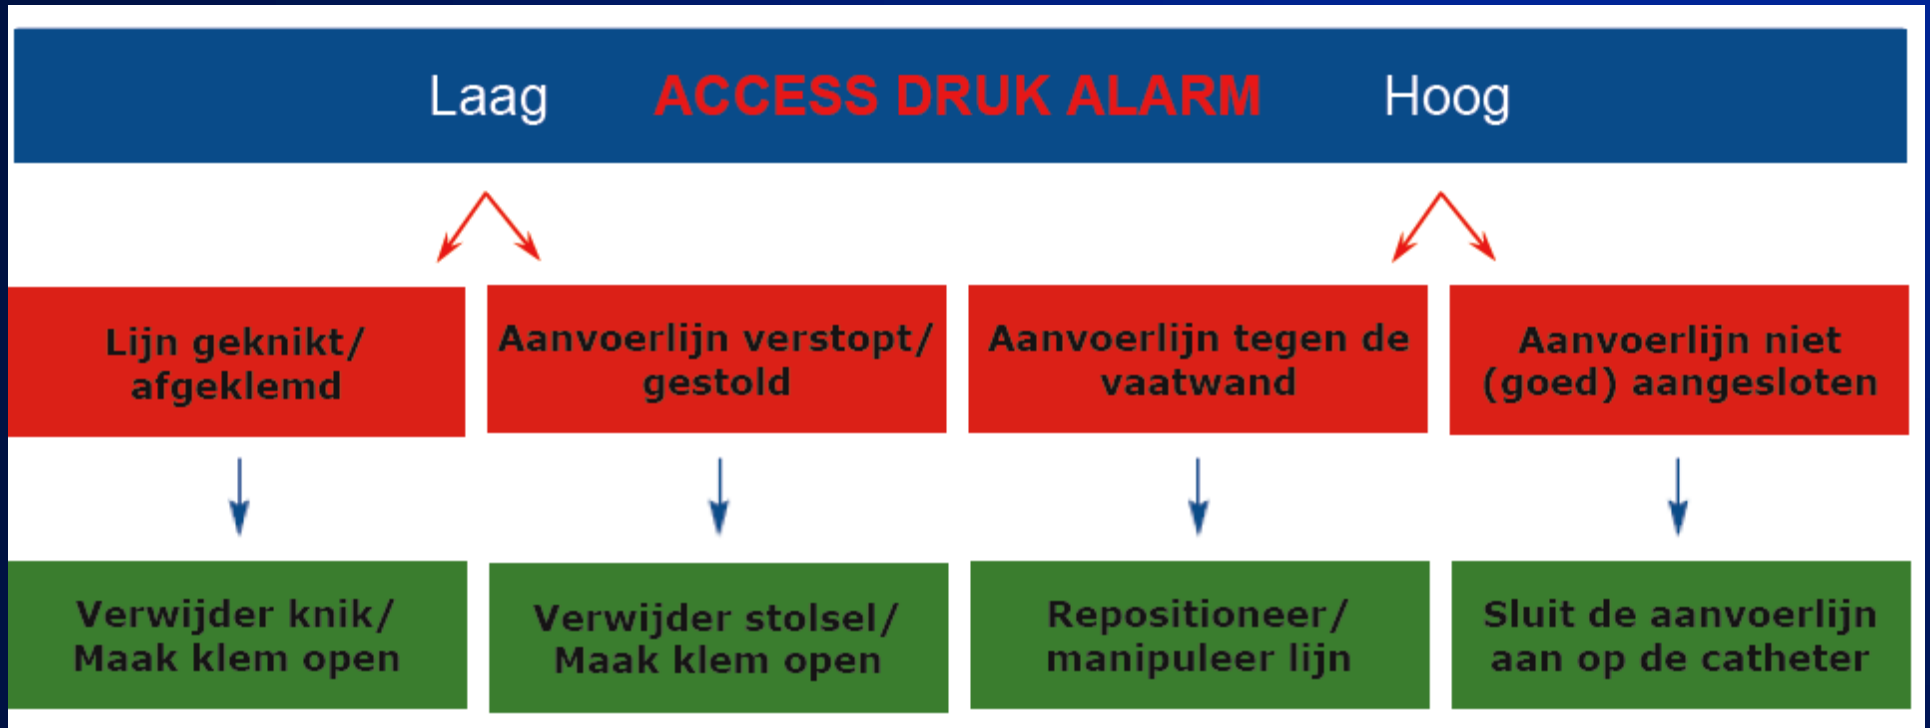 Laag ACCESS DRUK ALARM Hoog
Lijn geknikt/
afgeklemd
Aanvoerlijn verstopt/
gestold
Aanvoerlijn tegen de
vaatwand
Aanvoerlijn niet
(goed) aangesloten
Verwijder knik/
Maak klem open
Verwijder stolsel/
Maak klem open
Repositioneer/
manipuleer lijn
Sluit de aanvoerlijn
aan op de catheter